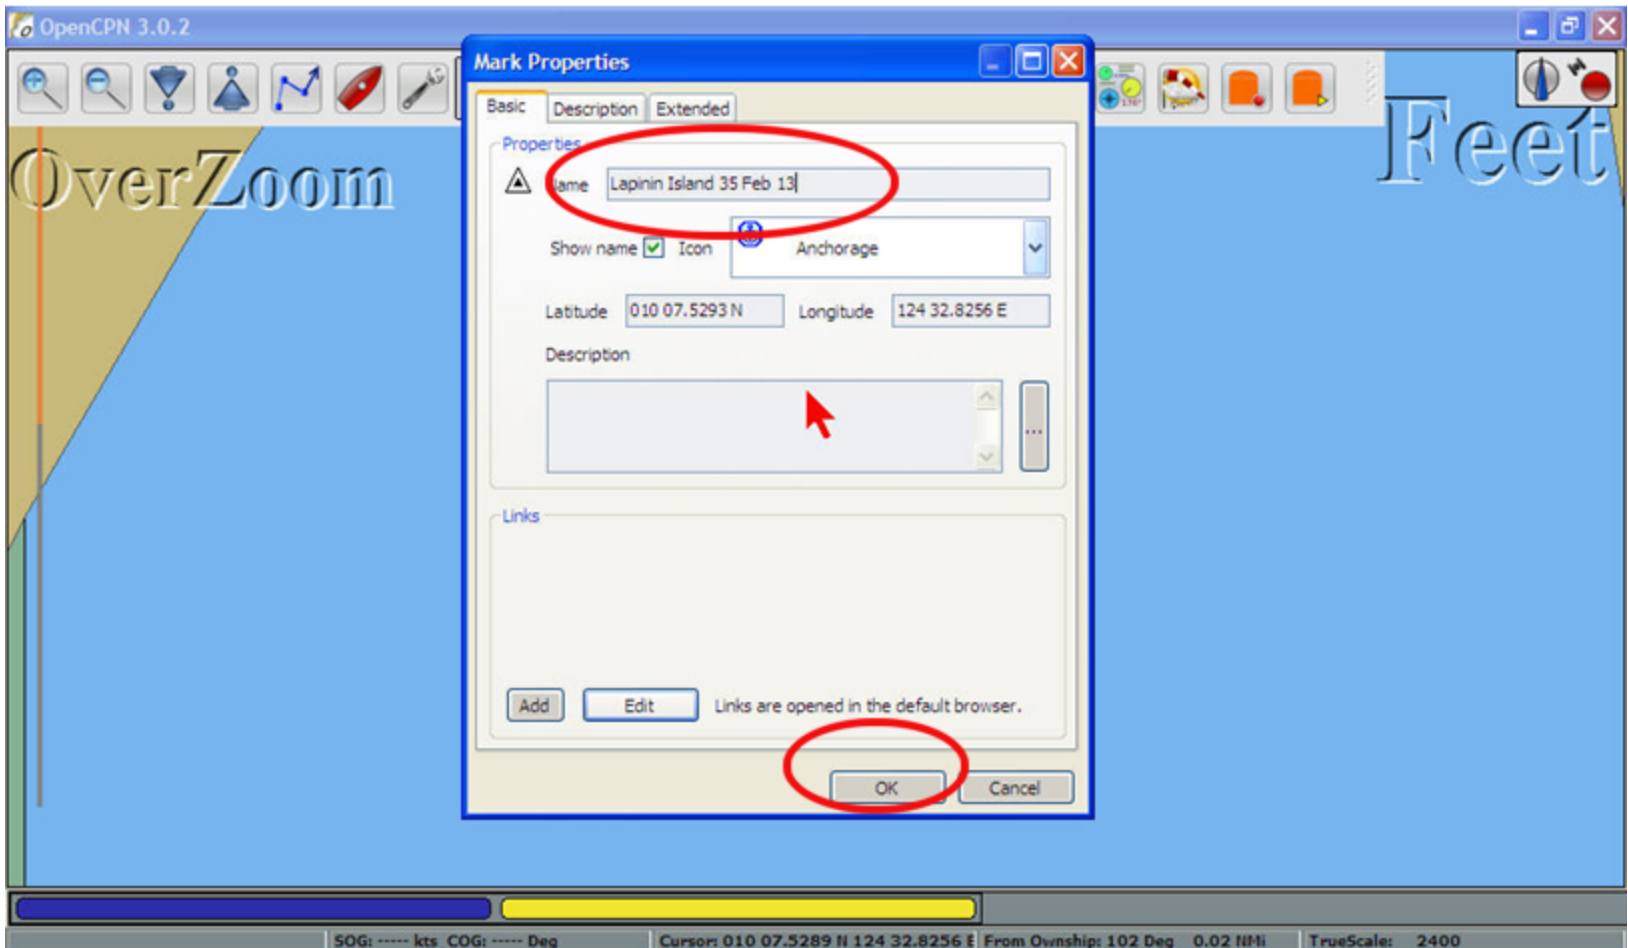 OpenCPN 3.0.2
Mark Properties
Basic Description Extended
OverZoom
Feet
Properties
Name Lapinin Island 35 Feb 13
Show name Icon Anchorage
Latitude 010 07.5293 N Longitude 124 32.8256 E
Description
...
Links
Add Edit Links are opened in the default browser.
OK Cancel
SOG: ----- kts COG: ----- Deg Cursor: 010 07.5289 N 124 32.8256 E From Ownship: 102 Deg 0.02 NMi TrueScale: 2400